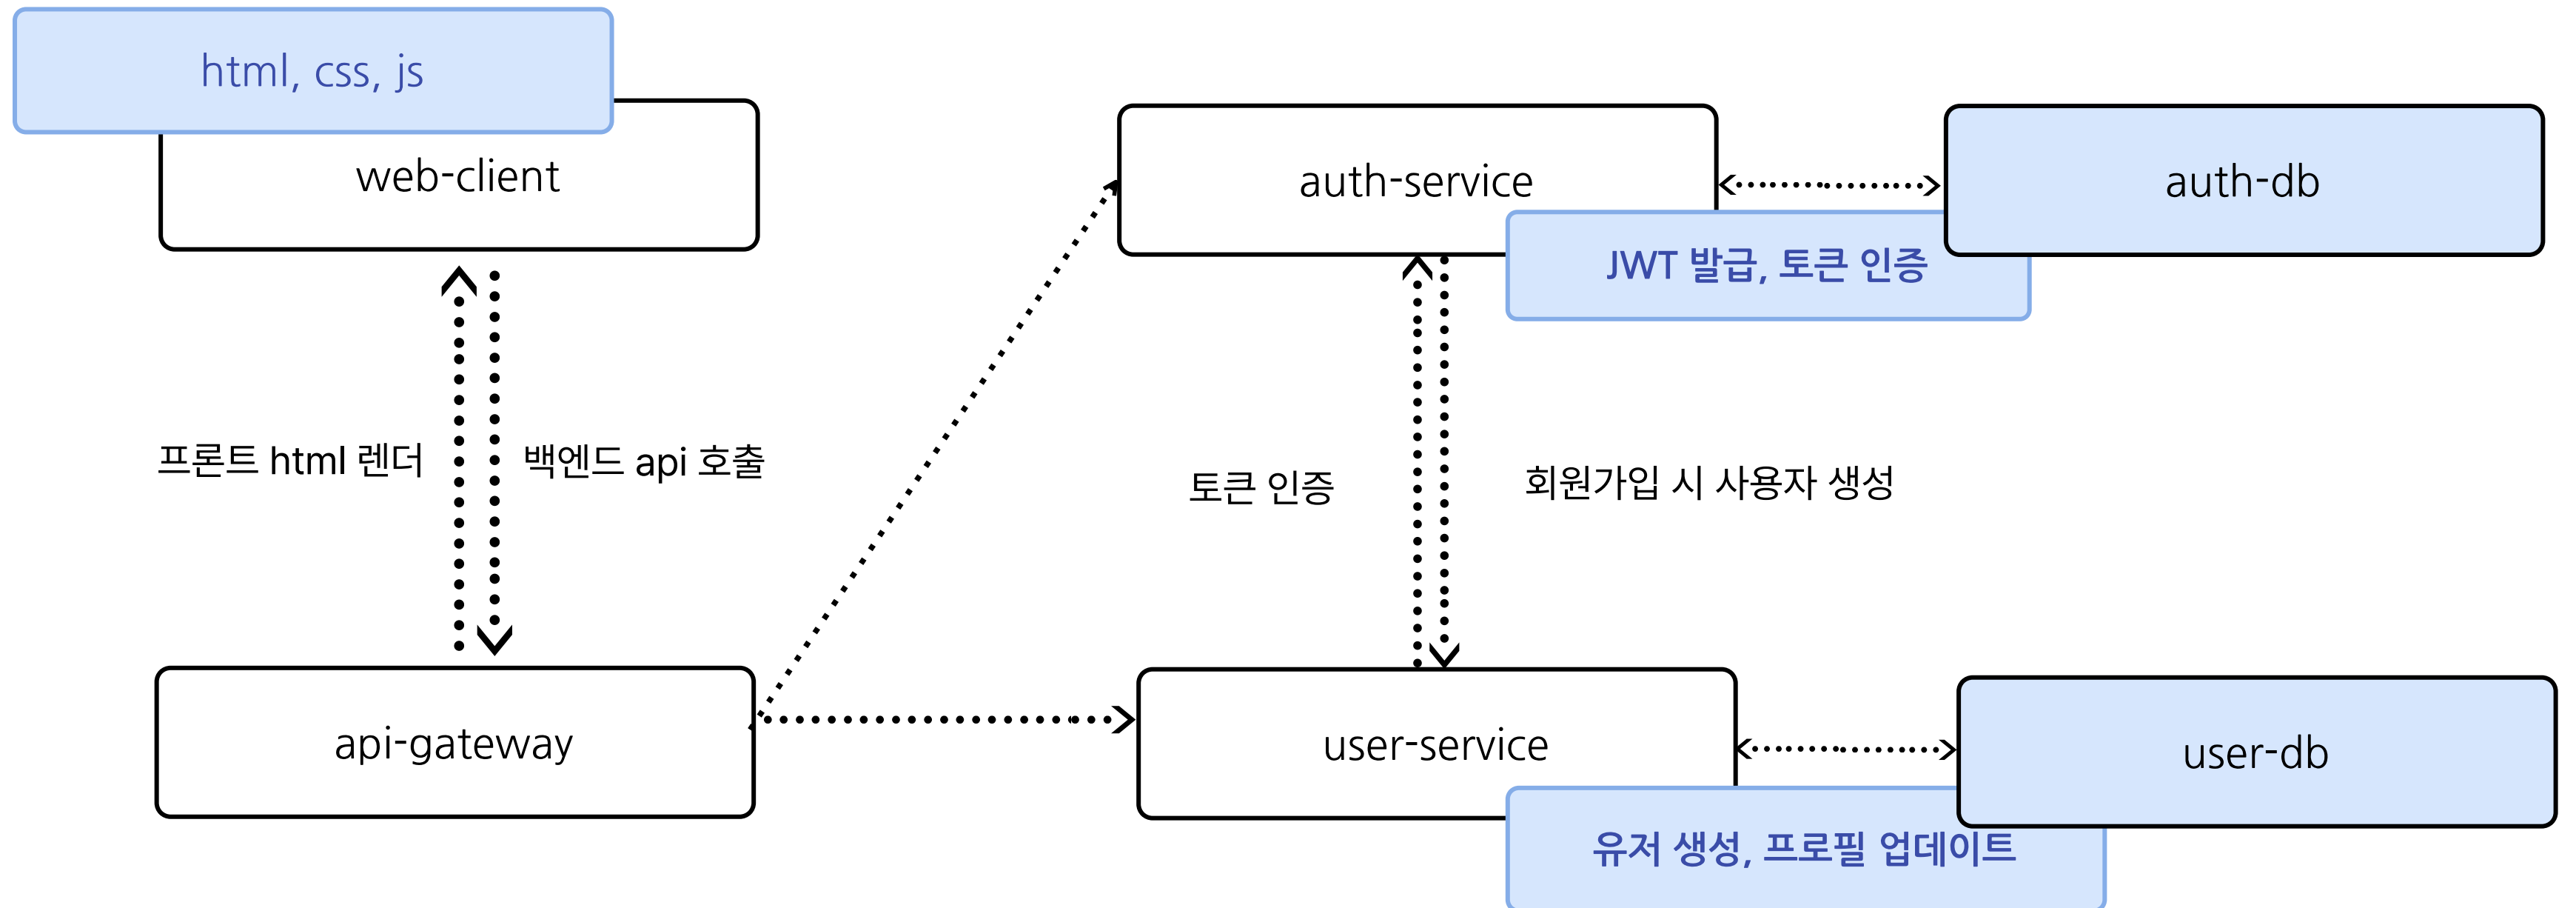 html, css, js
web-client
auth-service
auth-db
JWT 발급, 토큰 인증
프론트 html 렌더
백엔드 api 호출
토큰 인증
회원가입 시 사용자 생성
api-gateway
user-service
user-db
유저 생성, 프로필 업데이트